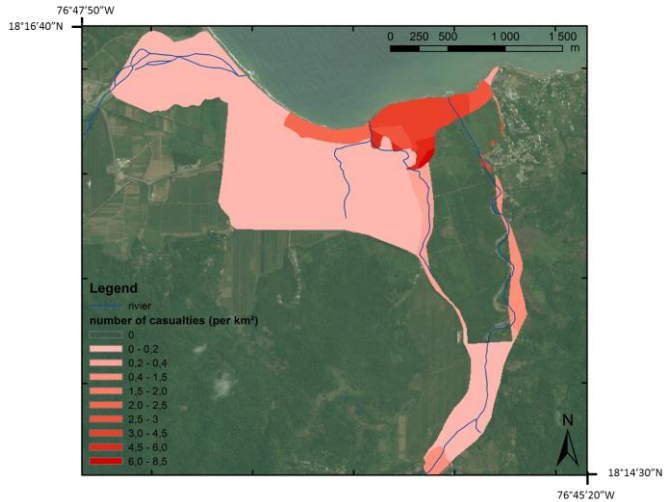 76°47'50"W
18°16'40"N
0 250 500 1 000 1 500
m
Legend
rivier
number of casualties (per km²)
0
0 - 0,2
0,2 - 0,4
0,4 - 1,5
1,5 - 2,0
2,0 - 2,5
2,5 - 3
3,0 - 4,5
4,5 - 6,0
6,0 - 8,5
N
18°14'30"N
76°45'20"W